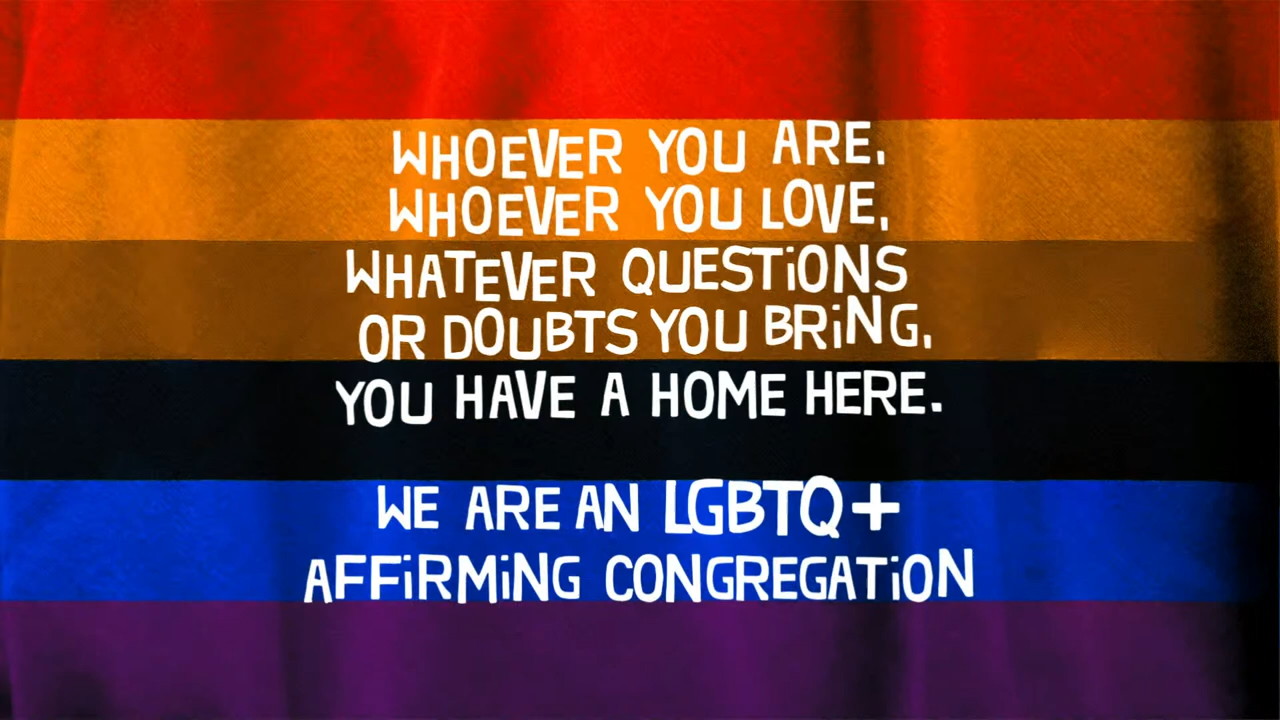 WHOEVER YOU ARE,
WHOEVER YOU LOVE,
WHATEVER QUESTiONS
OR DOUBTS YOU BRiNG,
YOU HAVE A HOME HERE.
WE ARE AN LGBTQ+
AFFiRMiNG CONGREGATiON